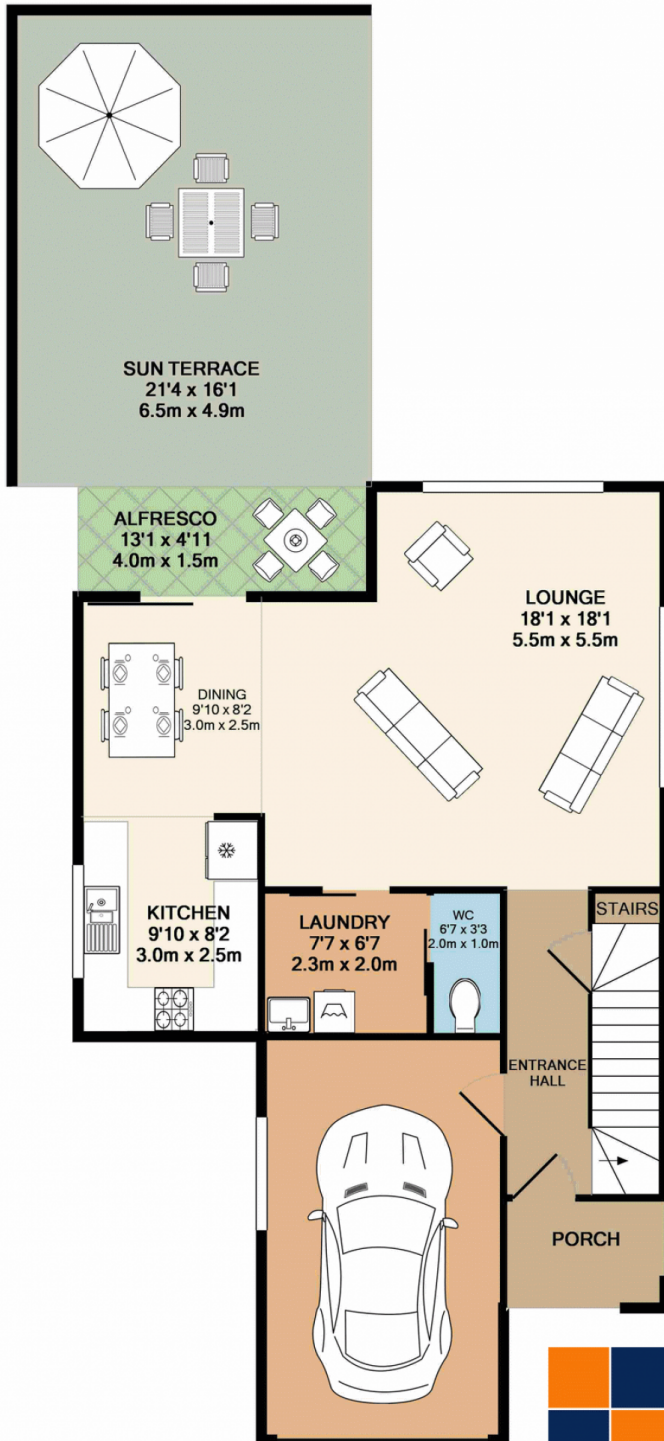 SUN TERRACE
21'4 x 16'1
6.5m x 4.9m
ALFRESCO
13'1 x 4'11
4.0m x 1.5m
LOUNGE
18'1 x 18'1
5.5m x 5.5m
DINING
9'10 x 8'2
3.0m x 2.5m
KITCHEN
9'10 x 8'2
3.0m x 2.5m
LAUNDRY
7'7 x 6'7
2.3m x 2.0m
WC
6'7 x 3'3
2.0m x 1.0m
STAIRS
ENTRANCE
HALL
PORCH